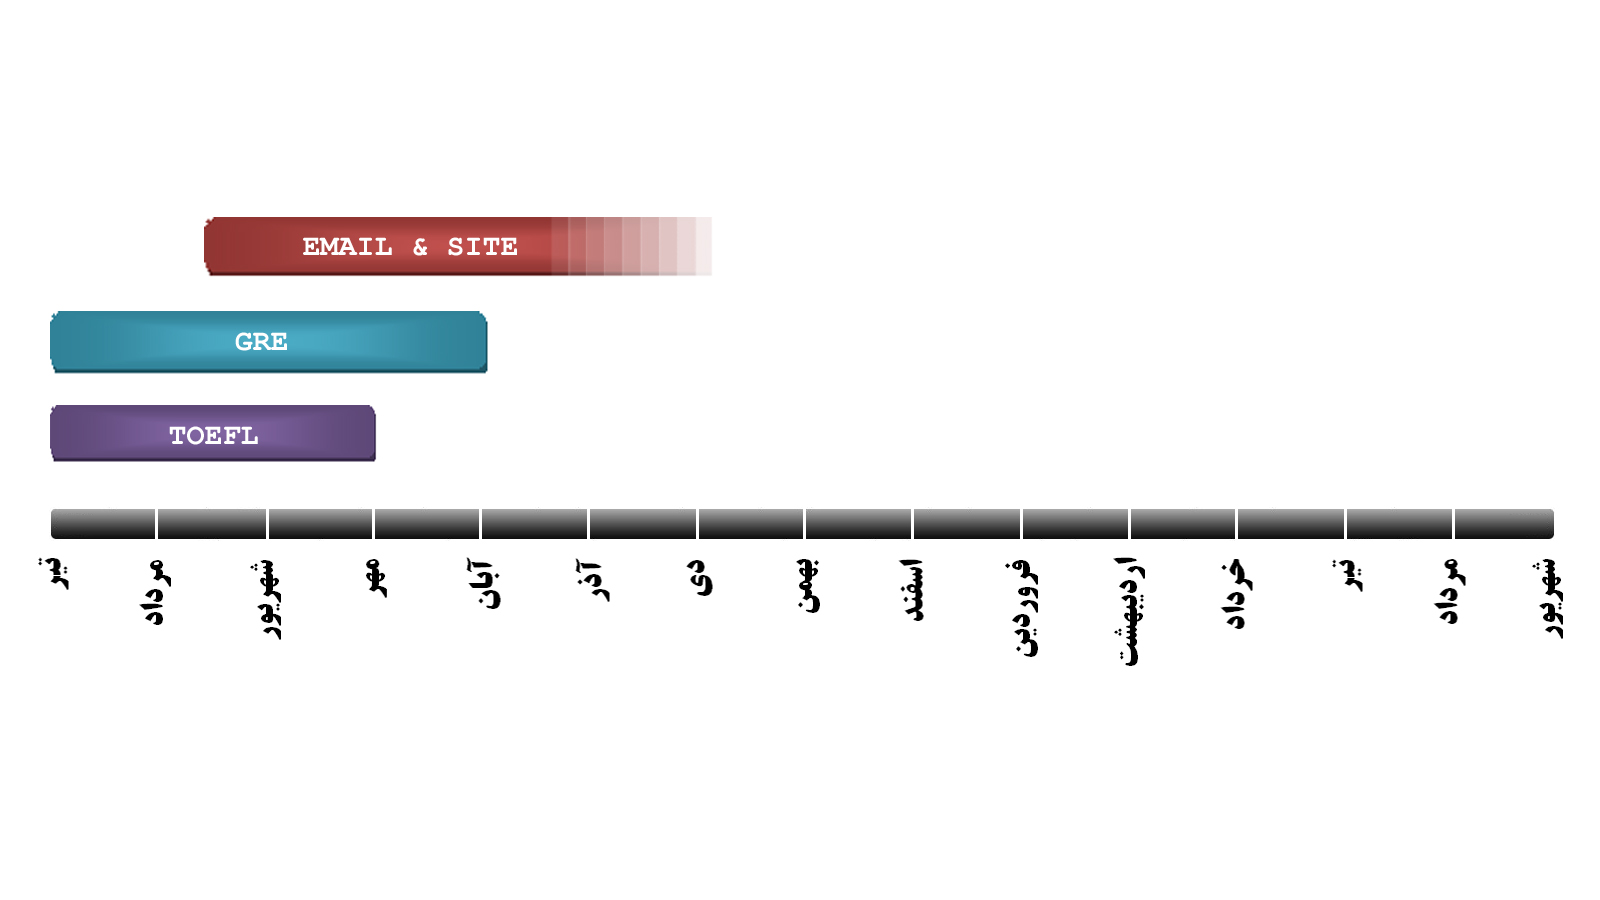 EMAIL & SITE
GRE
TOEFL
تیر
مرداد
شهریور
مهر
آبان
آذر
دی
بهمن
اسفند
فروردین
اردیبهشت
خرداد
تیر
مرداد
شهریور